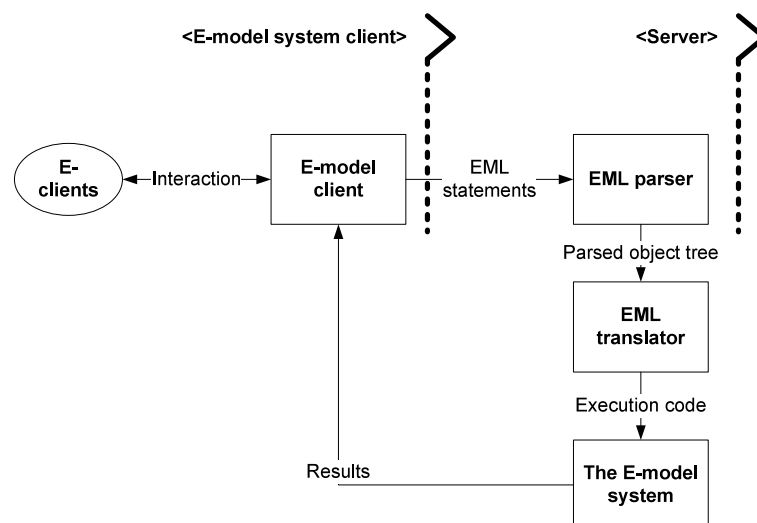 <E-model system client>
<Server>
E-
clients
Interaction
E-model
client
EML
statements
EML parser
Parsed object tree
EML
translator
Execution code
Results
The E-model
system